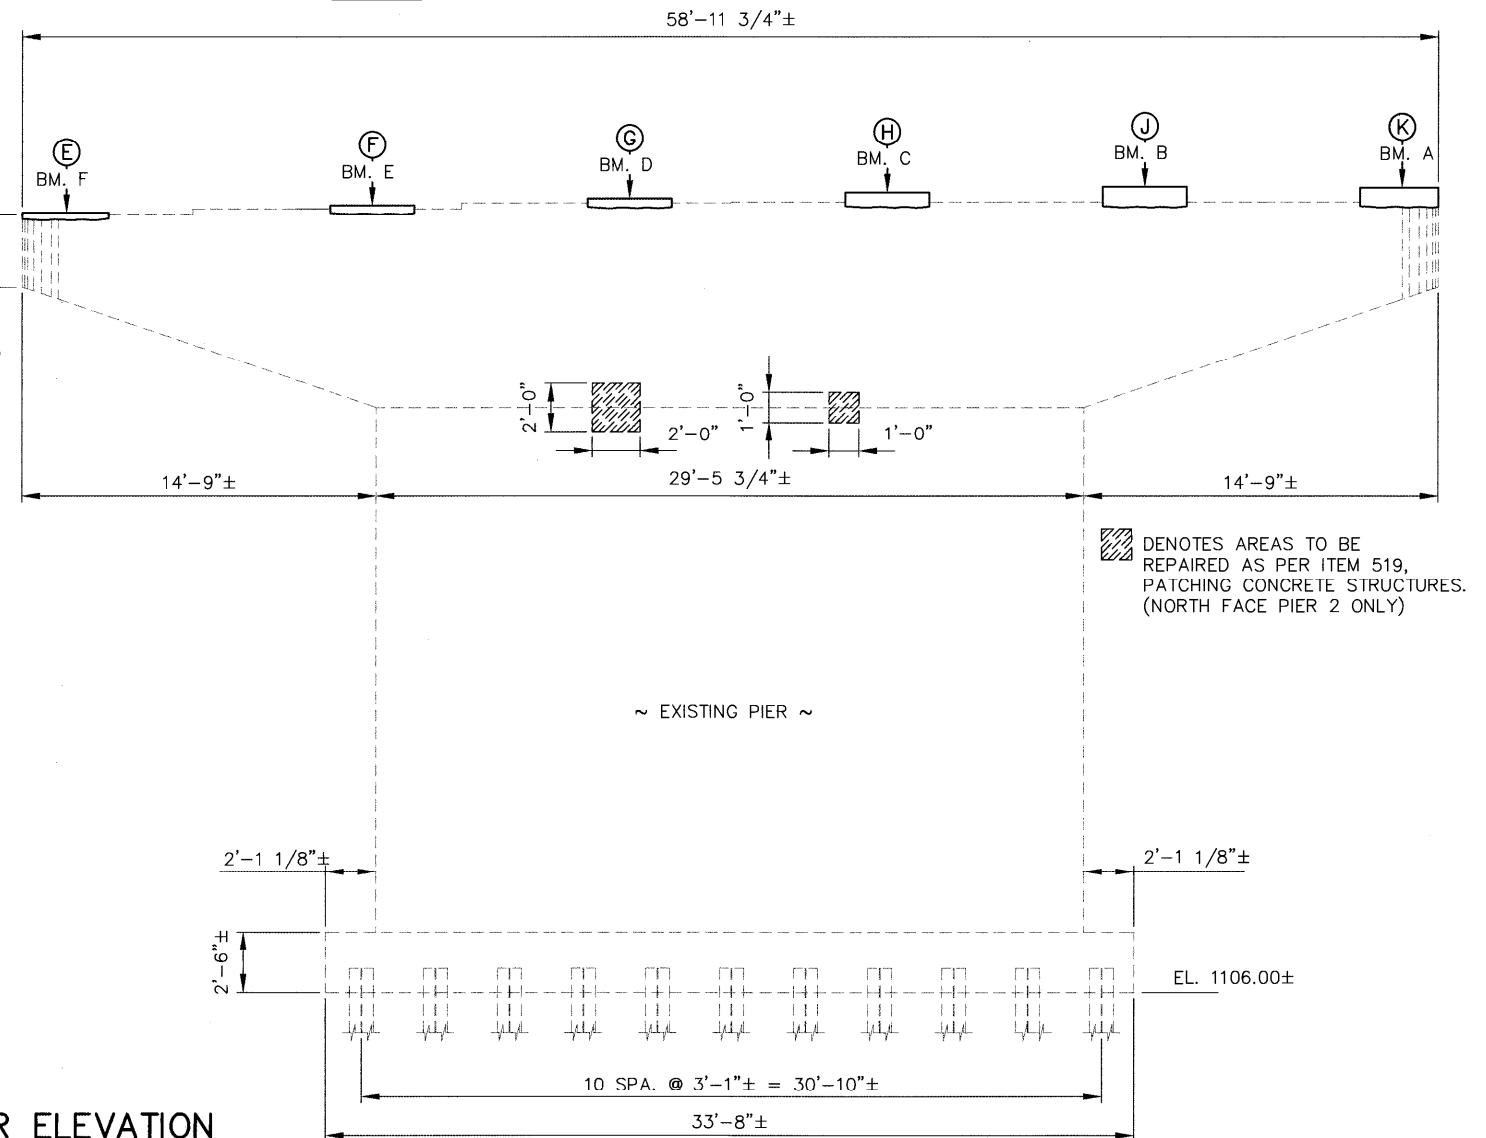 58'-11 3/4"±
E
BM. F
F
BM. E
G
BM. D
H
BM. C
J
BM. B
K
BM. A
2'-0"
2'-0"
1'-0"
1'-0"
14'-9"±
29'-5 3/4"±
14'-9"±
DENOTES AREAS TO BE
REPAIRED AS PER ITEM 519,
PATCHING CONCRETE STRUCTURES.
(NORTH FACE PIER 2 ONLY)
~ EXISTING PIER ~
2'-1 1/8"±
2'-1 1/8"±
2'-6"±
EL. 1106.00±
10 SPA. @ 3'-1"± = 30'-10"±
33'-8"±
R ELEVATION